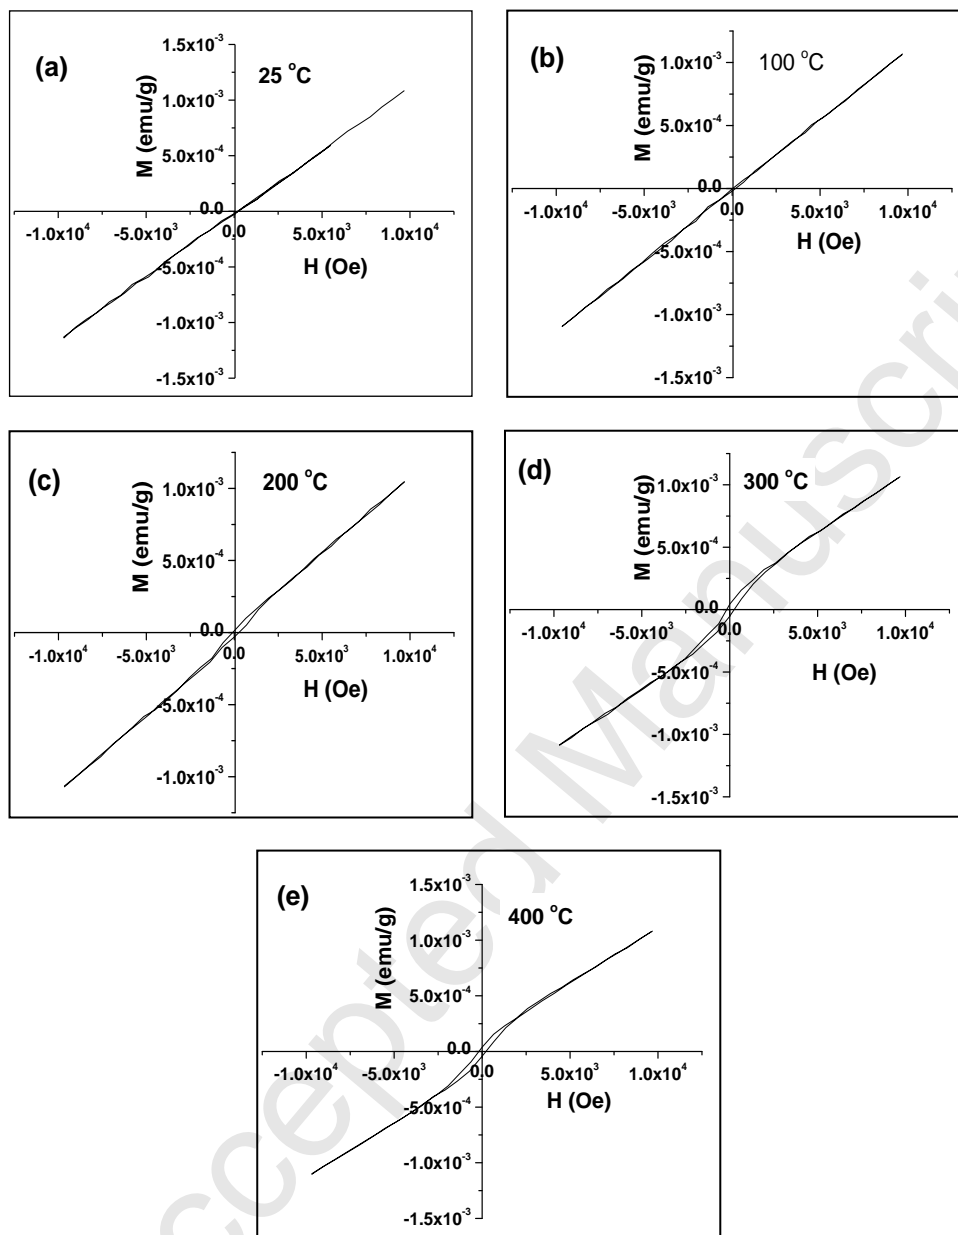 (a)
25 °C
M (emu/g)
1.5x10⁻³
1.0x10⁻³
5.0x10⁻⁴
0.0
-5.0x10⁻⁴
-1.0x10⁻³
-1.5x10⁻³
-1.0x10⁴ -5.0x10³ 0.0 5.0x10³ 1.0x10⁴
H (Oe)
(b)
100 °C
M (emu/g)
1.0x10⁻³
5.0x10⁻⁴
0.0
-5.0x10⁻⁴
-1.0x10⁻³
-1.5x10⁻³
-1.0x10⁴ -5.0x10³ 0.0 5.0x10³ 1.0x10⁴
H (Oe)
(c)
200 °C
M (emu/g)
1.0x10⁻³
5.0x10⁻⁴
0.0
-5.0x10⁻⁴
-1.0x10⁻³
-1.0x10⁴ -5.0x10³ 0.0 5.0x10³ 1.0x10⁴
H (Oe)
(d)
300 °C
M (emu/g)
1.0x10⁻³
5.0x10⁻⁴
0.0
-5.0x10⁻⁴
-1.0x10⁻³
-1.5x10⁻³
-1.0x10⁴ -5.0x10³ 0.0 5.0x10³ 1.0x10⁴
H (Oe)
(e)
400 °C
M (emu/g)
1.5x10⁻³
1.0x10⁻³
5.0x10⁻⁴
0.0
-5.0x10⁻⁴
-1.0x10⁻³
-1.5x10⁻³
-1.0x10⁴ -5.0x10³ 0.0 5.0x10³ 1.0x10⁴
H (Oe)
ccepted Manuscri